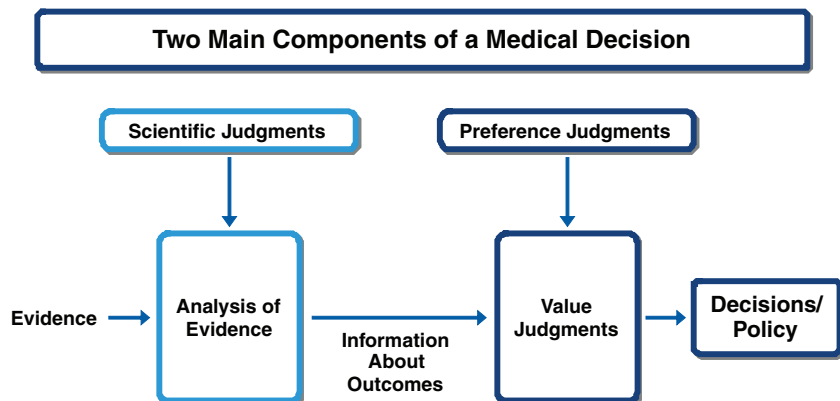 Two Main Components of a Medical Decision
Scientific Judgments
Preference Judgments
Evidence
Analysis of
Evidence
Information
About
Outcomes
Value
Judgments
Decisions/
Policy